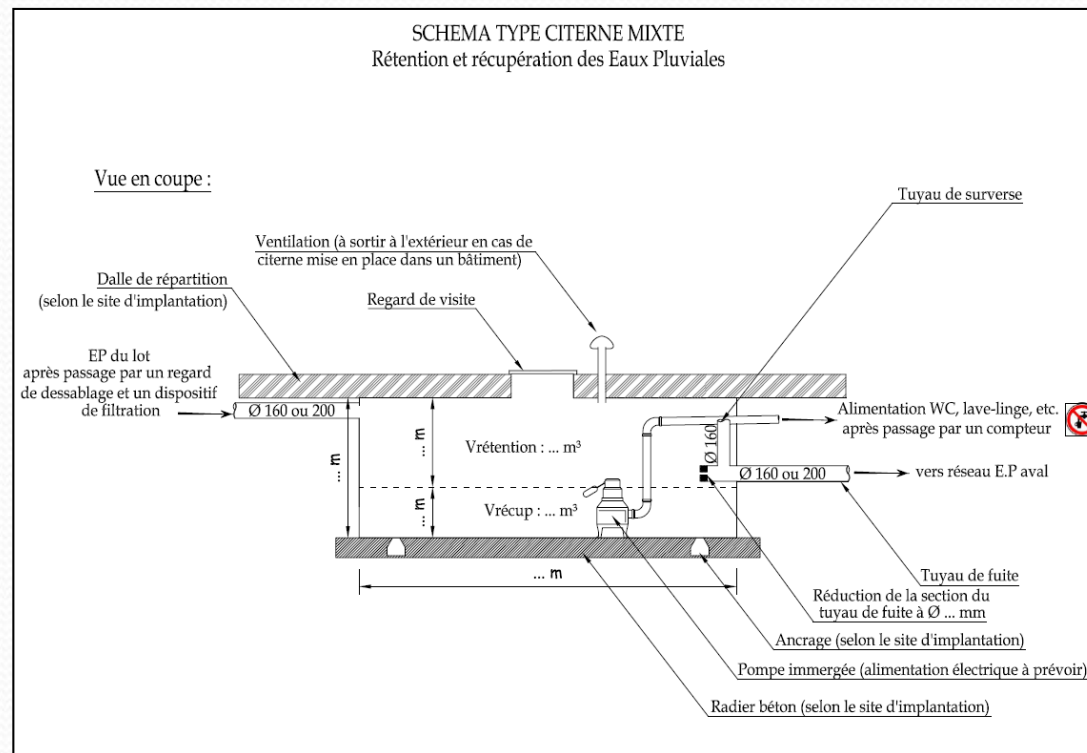 SCHEMA TYPE CITERNE MIXTE
Rétention et récupération des Eaux Pluviales
Vue en coupe :
Tuyau de surverse
Ventilation (à sortir à l'extérieur en cas de
citerne mise en place dans un bâtiment)
Dalle de répartition
(selon le site d'implantation)
Regard de visite
EP du lot
après passage par un regard
de dessablage et un dispositif
de filtration
Ø 160 ou 200
... m
... m
... m
Vrétention : ... m³
Vrécup : ... m³
Ø 160
Alimentation WC, lave-linge, etc.
après passage par un compteur
Ø 160 ou 200
vers réseau E.P aval
... m
Tuyau de fuite
Réduction de la section du
tuyau de fuite à Ø ... mm
Ancrage (selon le site d'implantation)
Pompe immergée (alimentation électrique à prévoir)
Radier béton (selon le site d'implantation)